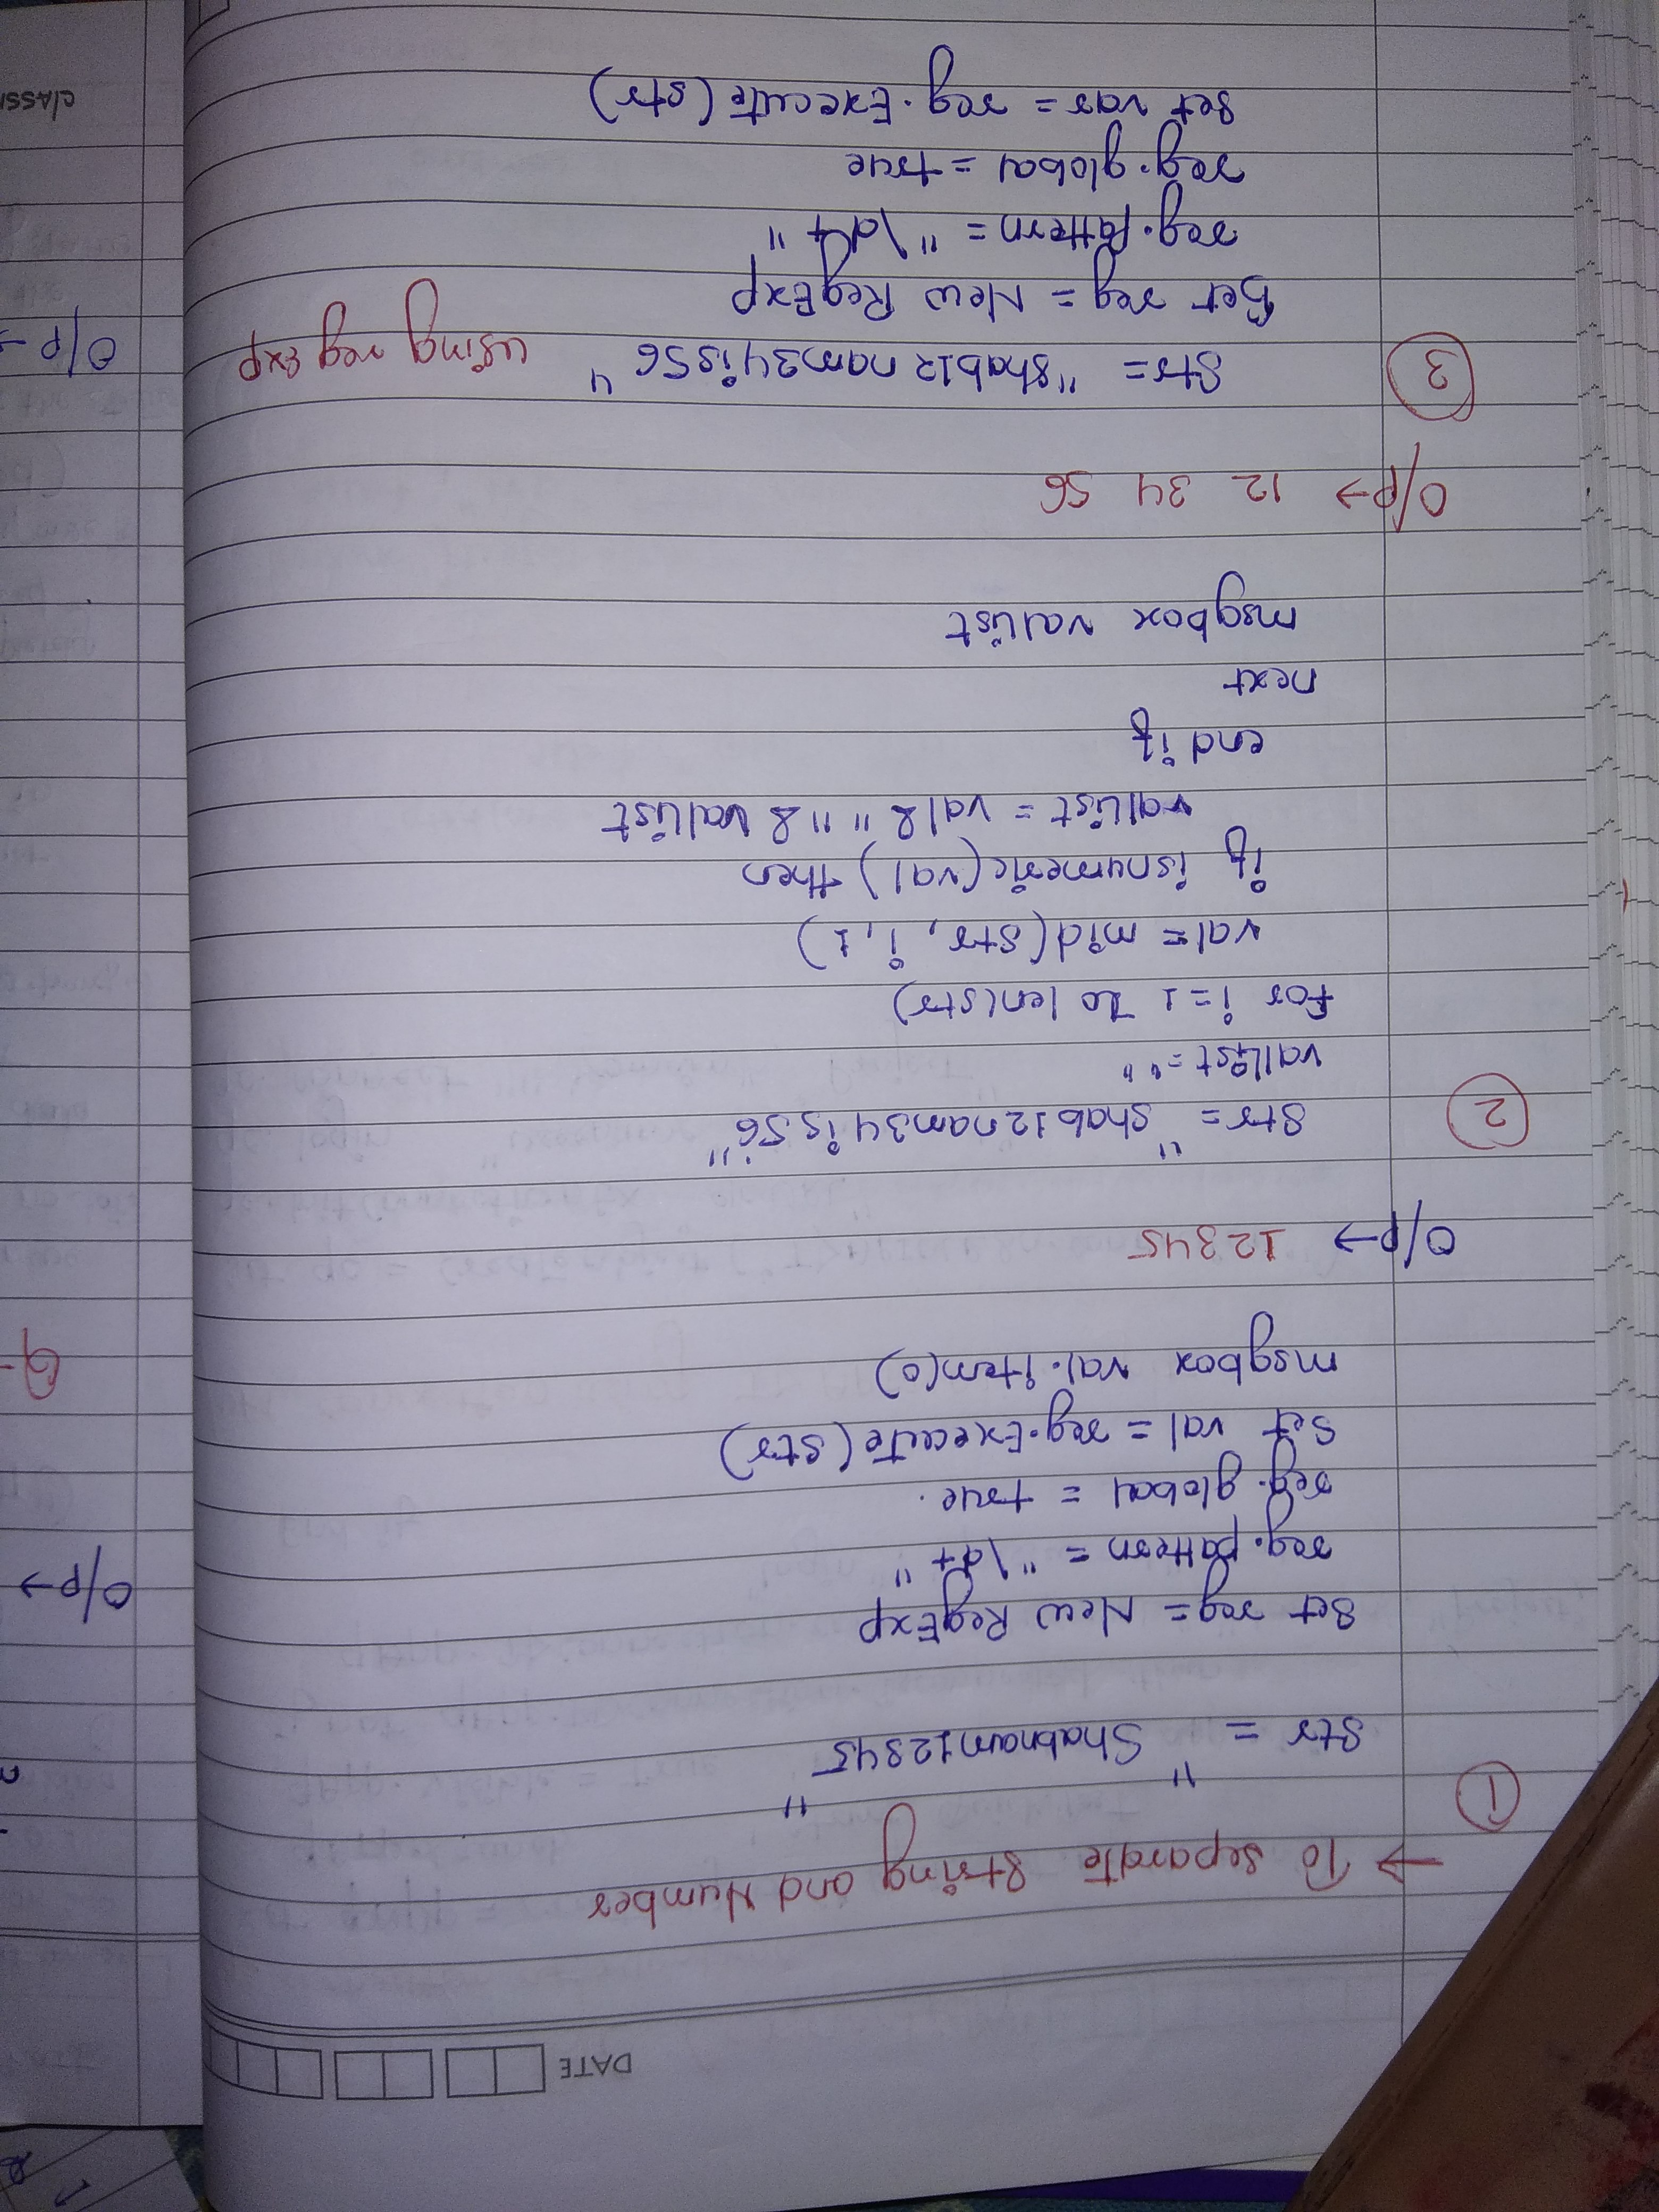 DATE
→ To separate String and Number
① Str = "Shabnam12345"
Set reg = New RegExp
reg.pattern = "\d+"
reg.global = true.
Set val = reg.Execute(str)
msgbox val.item(0)
O/p → 12345
② Str = "Shab12nam34is56"
vallist = ""
For i=1 to len(str)
val = mid(str, i, 1)
if isnumeric(val) then
vallist = val & " " & vallist
end if
next
msgbox vallist
O/p → 12 34 56
③ Str = "Shab12nam34is56" using reg exp
Set reg = New RegExp
reg.pattern = "\d+"
reg.global = true
Set var = reg.Execute(str)
O/p →
Q-
O/p →